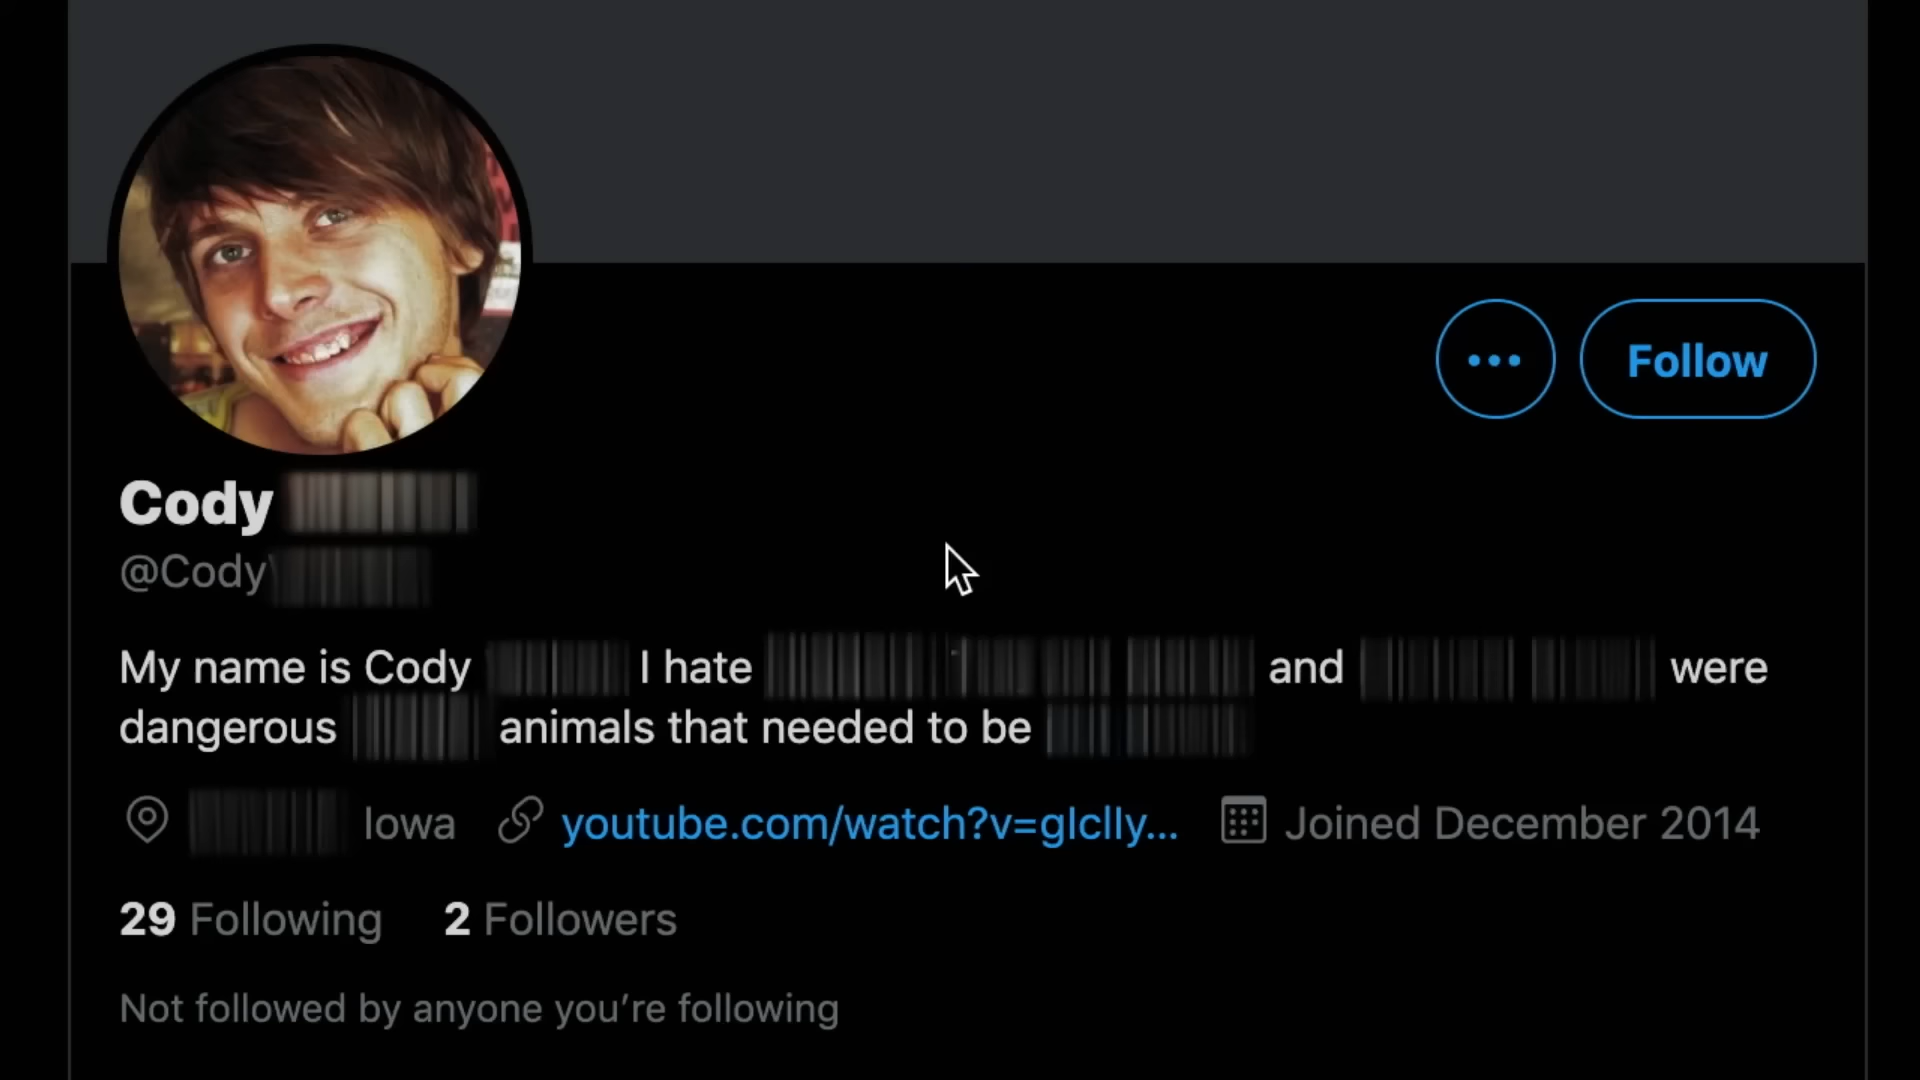 Follow
Cody
@Cody
My name is Cody I hate and were
dangerous animals that needed to be
Iowa youtube.com/watch?v=gIclly... Joined December 2014
29 Following 2 Followers
Not followed by anyone you’re following